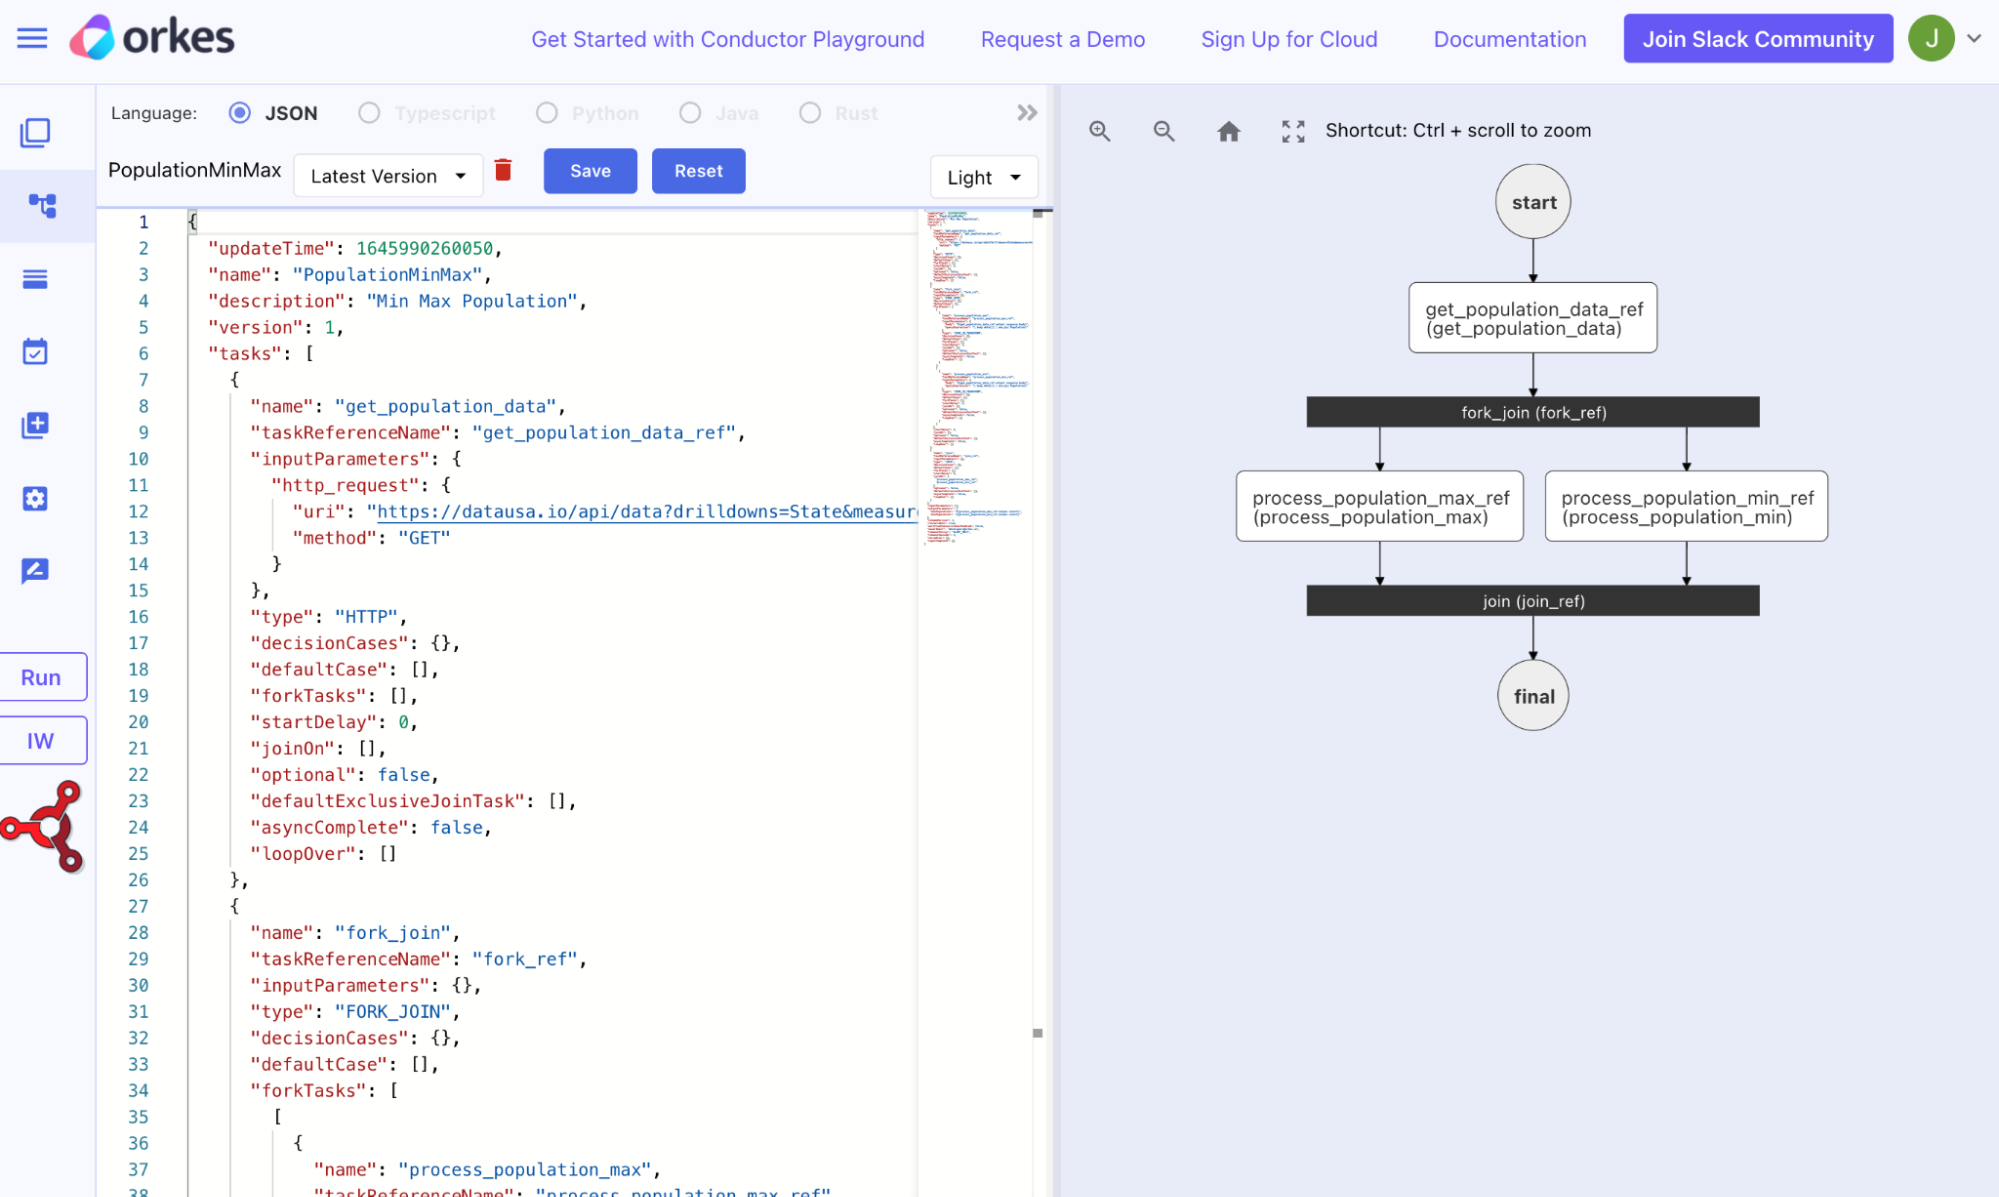 orkes
Get Started with Conductor Playground
Request a Demo
Sign Up for Cloud
Documentation
Join Slack Community
J
Language:
JSON
Typescript
Python
Java
Rust
PopulationMinMax
Latest Version
Save
Reset
Light
1 {
2 "updateTime": 1645990260050,
3 "name": "PopulationMinMax",
4 "description": "Min Max Population",
5 "version": 1,
6 "tasks": [
7 {
8 "name": "get_population_data",
9 "taskReferenceName": "get_population_data_ref",
10 "inputParameters": {
11 "http_request": {
12 "uri": "https://datausa.io/api/data?drilldowns=State&measure
13 "method": "GET"
14 }
15 },
16 "type": "HTTP",
17 "decisionCases": {},
18 "defaultCase": [],
19 "forkTasks": [],
20 "startDelay": 0,
21 "joinOn": [],
22 "optional": false,
23 "defaultExclusiveJoinTask": [],
24 "asyncComplete": false,
25 "loopOver": []
26 },
27 {
28 "name": "fork_join",
29 "taskReferenceName": "fork_ref",
30 "inputParameters": {},
31 "type": "FORK_JOIN",
32 "decisionCases": {},
33 "defaultCase": [],
34 "forkTasks": [
35 [
36 {
37 "name": "process_population_max",
38 "taskReferenceName": "process_population_max_ref"
Run
IW
Shortcut: Ctrl + scroll to zoom
start
get_population_data_ref
(get_population_data)
fork_join (fork_ref)
process_population_max_ref
(process_population_max)
process_population_min_ref
(process_population_min)
join (join_ref)
final